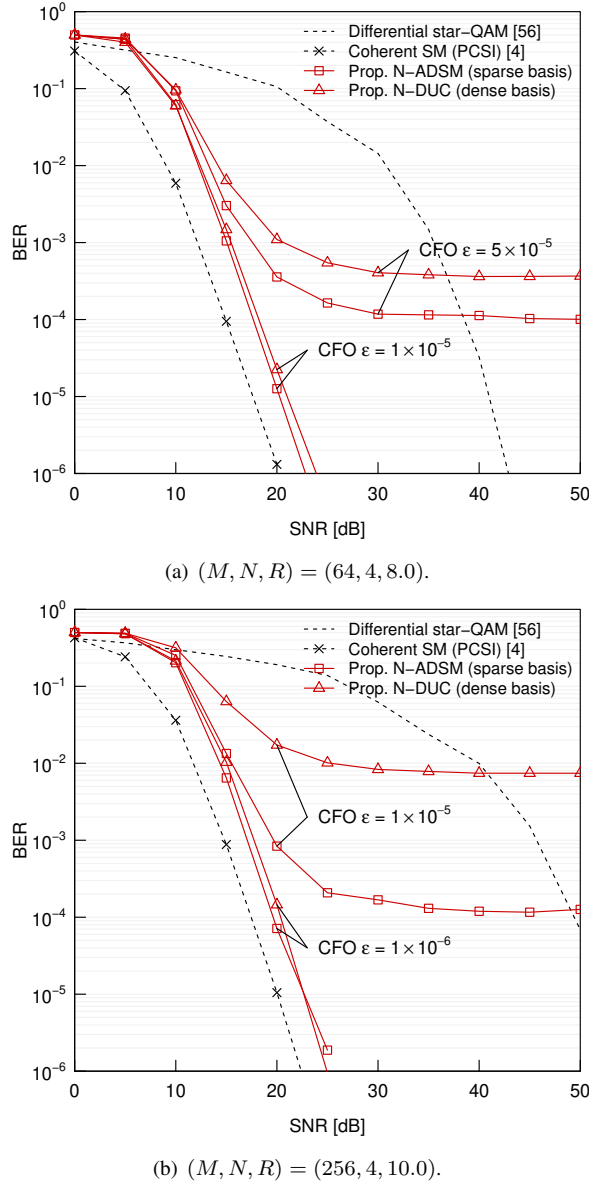 10⁰
10⁻¹
10⁻²
10⁻³
10⁻⁴
10⁻⁵
10⁻⁶
BER
Differential star-QAM [56]
Coherent SM (PCSI) [4]
Prop. N-ADSM (sparse basis)
Prop. N-DUC (dense basis)
CFO ε = 5×10⁻⁵
CFO ε = 1×10⁻⁵
0 10 20 30 40 50
SNR [dB]
(a) (M, N, R) = (64, 4, 8.0).
10⁰
10⁻¹
10⁻²
10⁻³
10⁻⁴
10⁻⁵
10⁻⁶
BER
Differential star-QAM [56]
Coherent SM (PCSI) [4]
Prop. N-ADSM (sparse basis)
Prop. N-DUC (dense basis)
CFO ε = 1×10⁻⁵
CFO ε = 1×10⁻⁶
0 10 20 30 40 50
SNR [dB]
(b) (M, N, R) = (256, 4, 10.0).